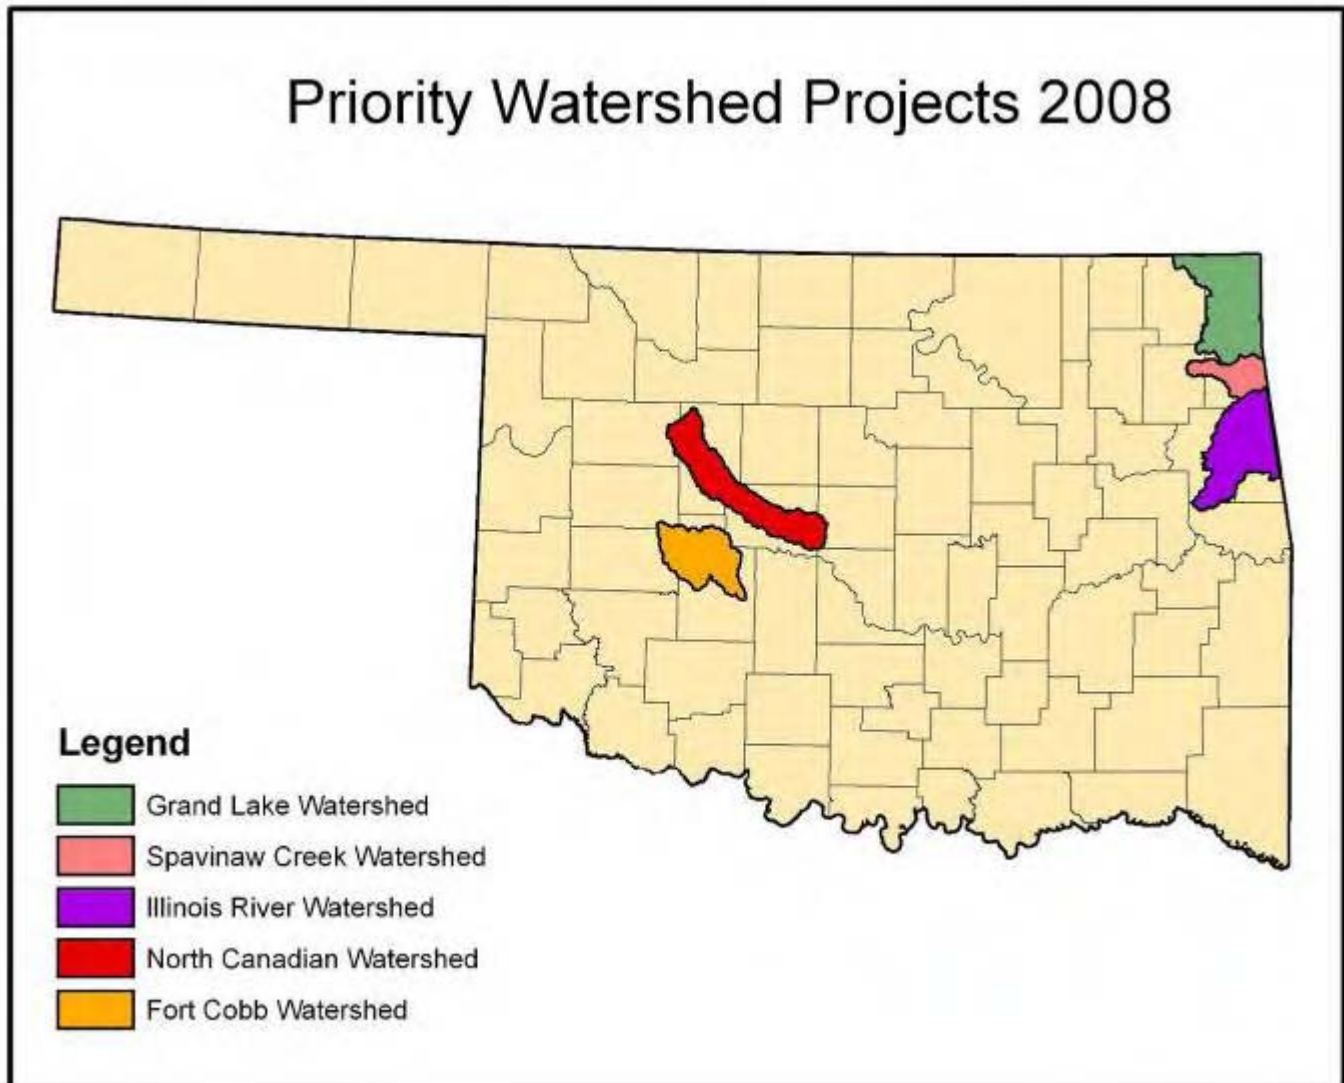 Priority Watershed Projects 2008
Legend
Grand Lake Watershed
Spavinaw Creek Watershed
Illinois River Watershed
North Canadian Watershed
Fort Cobb Watershed